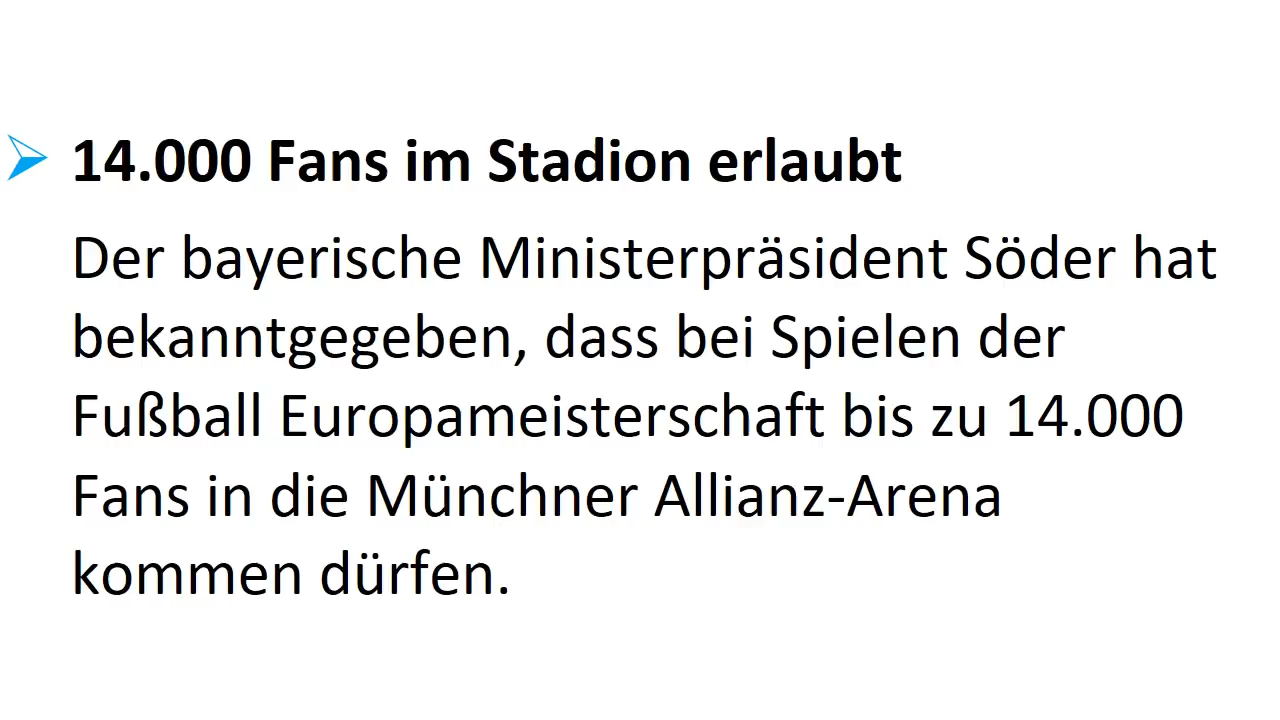 14.000 Fans im Stadion erlaubt
Der bayerische Ministerpräsident Söder hat
bekanntgegeben, dass bei Spielen der
Fußball Europameisterschaft bis zu 14.000
Fans in die Münchner Allianz-Arena
kommen dürfen.